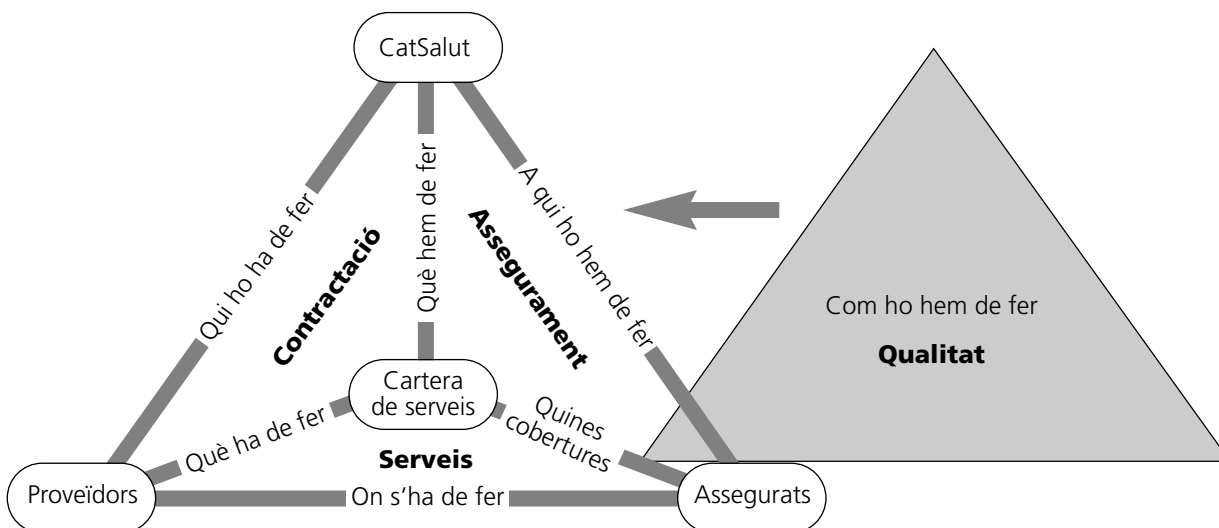 CatSalut
Qui ho ha de fer
Contractació
Què hem de fer
Assegurament
A qui ho hem de fer
Com ho hem de fer
Qualitat
Cartera
de serveis
Què ha de fer
Quines
cobertures
Serveis
Proveïdors
On s’ha de fer
Assegurats